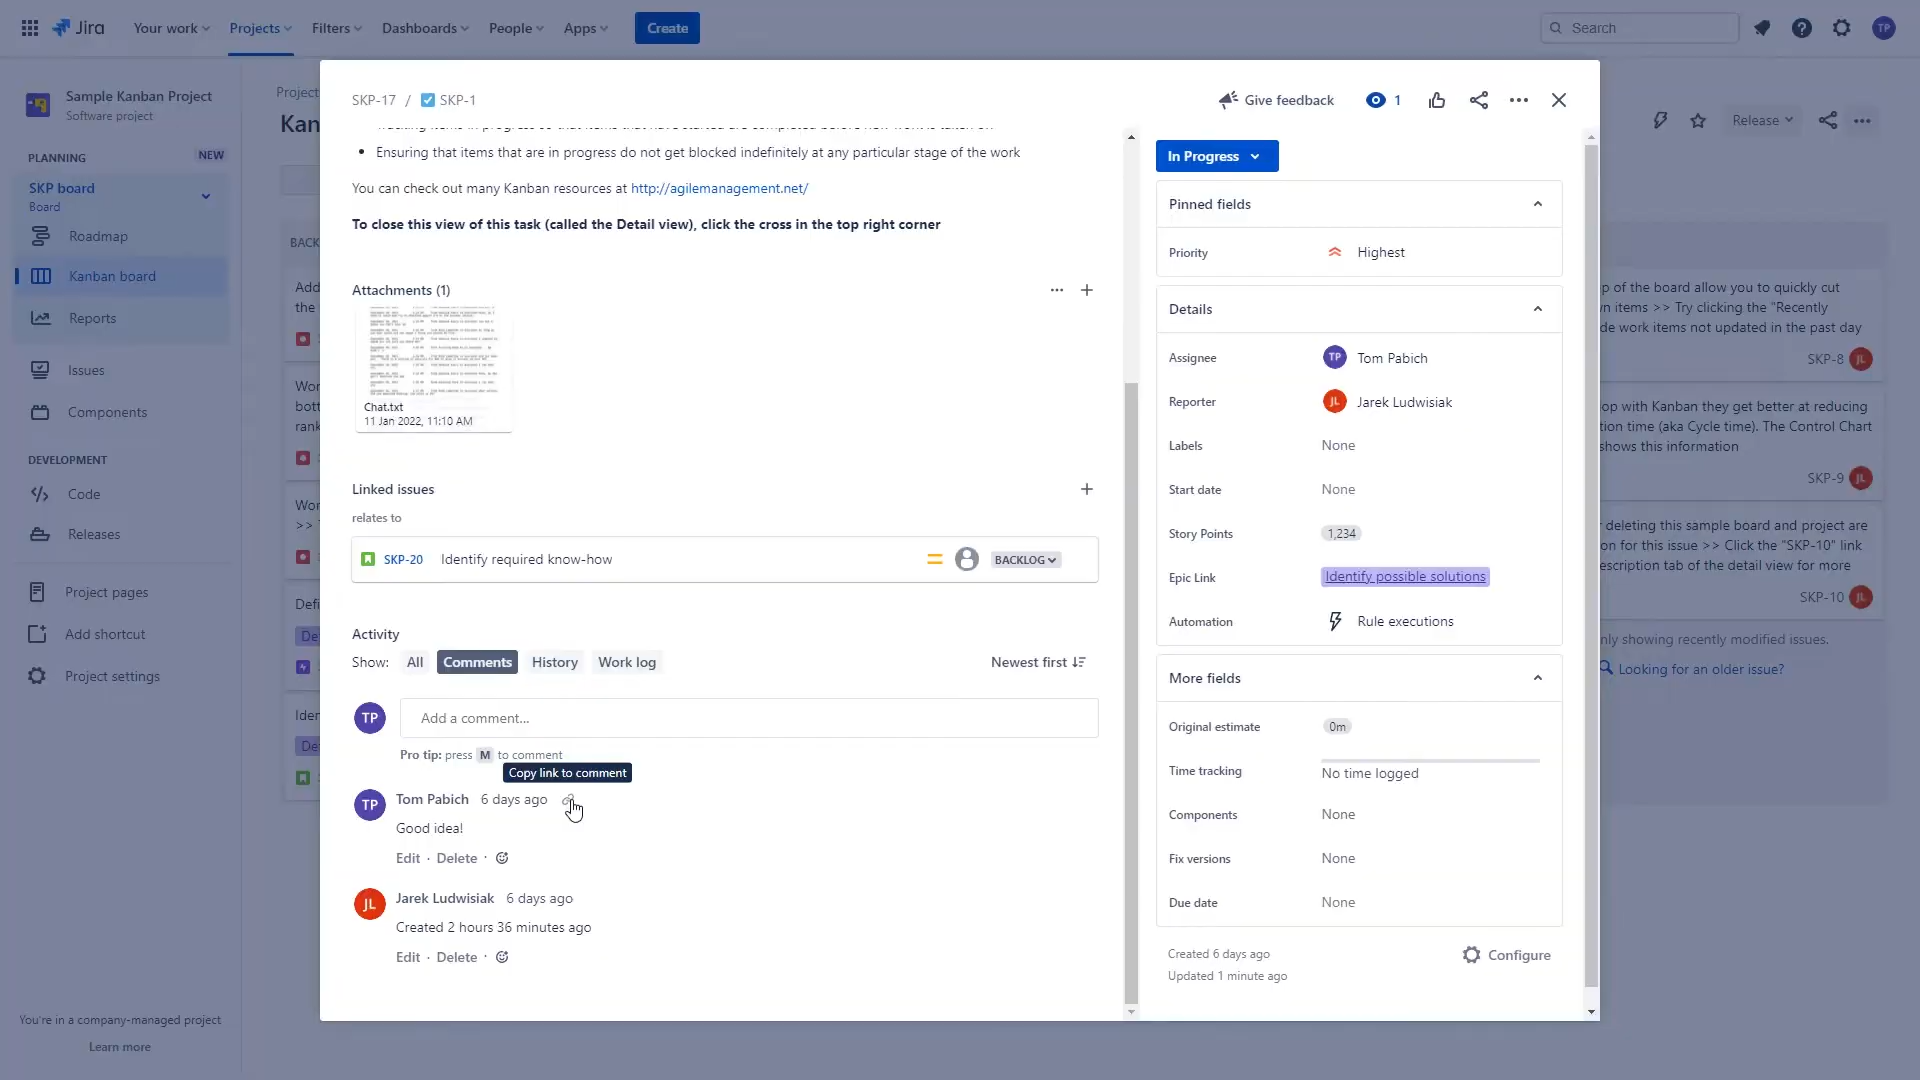 Jira
Your work
Projects
Filters
Dashboards
People
Apps
Create
Search
TP
Sample Kanban Project
Software project
PLANNING
NEW
SKP board
Board
Roadmap
Kanban board
Reports
Issues
Components
DEVELOPMENT
Code
Releases
Project pages
Add shortcut
Project settings
You're in a company-managed project
Learn more
Project
Kan
BACK
Add
the
Wor
bott
rank
Wor
>>
Defi
De
Iden
De
SKP-17 / SKP-1
Give feedback
1
Ensuring that items that are in progress do not get blocked indefinitely at any particular stage of the work
You can check out many Kanban resources at http://agilemanagement.net/
To close this view of this task (called the Detail view), click the cross in the top right corner
Attachments (1)
Chat.txt
11 Jan 2022, 11:10 AM
Linked issues
relates to
SKP-20 Identify required know-how
BACKLOG
Activity
Show: All Comments History Work log
Newest first
TP
Add a comment...
Pro tip: press M to comment
Copy link to comment
TP
Tom Pabich 6 days ago
Good idea!
Edit · Delete ·
JL
Jarek Ludwisiak 6 days ago
Created 2 hours 36 minutes ago
Edit · Delete ·
In Progress
Pinned fields
Priority Highest
Details
Assignee TP Tom Pabich
Reporter JL Jarek Ludwisiak
Labels None
Start date None
Story Points 1,234
Epic Link Identify possible solutions
Automation Rule executions
More fields
Original estimate 0m
Time tracking No time logged
Components None
Fix versions None
Due date None
Created 6 days ago
Updated 1 minute ago
Configure
Release
p of the board allow you to quickly cut
n items >> Try clicking the "Recently
de work items not updated in the past day
SKP-8 JL
op with Kanban they get better at reducing
tion time (aka Cycle time). The Control Chart
shows this information
SKP-9 JL
deleting this sample board and project are
on for this issue >> Click the "SKP-10" link
escription tab of the detail view for more
SKP-10 JL
nly showing recently modified issues.
Looking for an older issue?